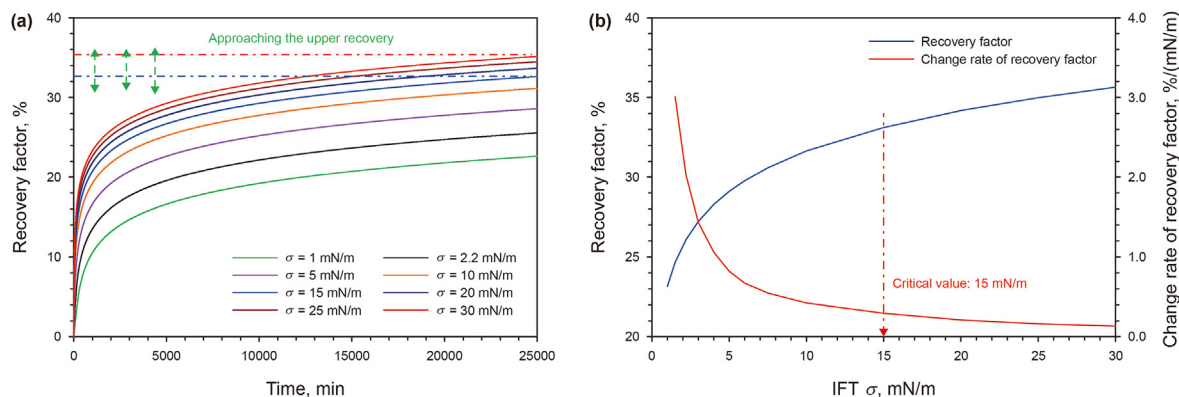 (a)
Recovery factor, %
40
30
20
10
0
Approaching the upper recovery
σ = 1 mN/m
σ = 2.2 mN/m
σ = 5 mN/m
σ = 10 mN/m
σ = 15 mN/m
σ = 20 mN/m
σ = 25 mN/m
σ = 30 mN/m
0 5000 10000 15000 20000 25000
Time, min
(b)
Recovery factor, %
40
35
30
25
20
Recovery factor
Change rate of recovery factor
Critical value: 15 mN/m
4.0
3.0
2.0
1.0
0.0
Change rate of recovery factor, %/(mN/m)
0 5 10 15 20 25 30
IFT σ, mN/m